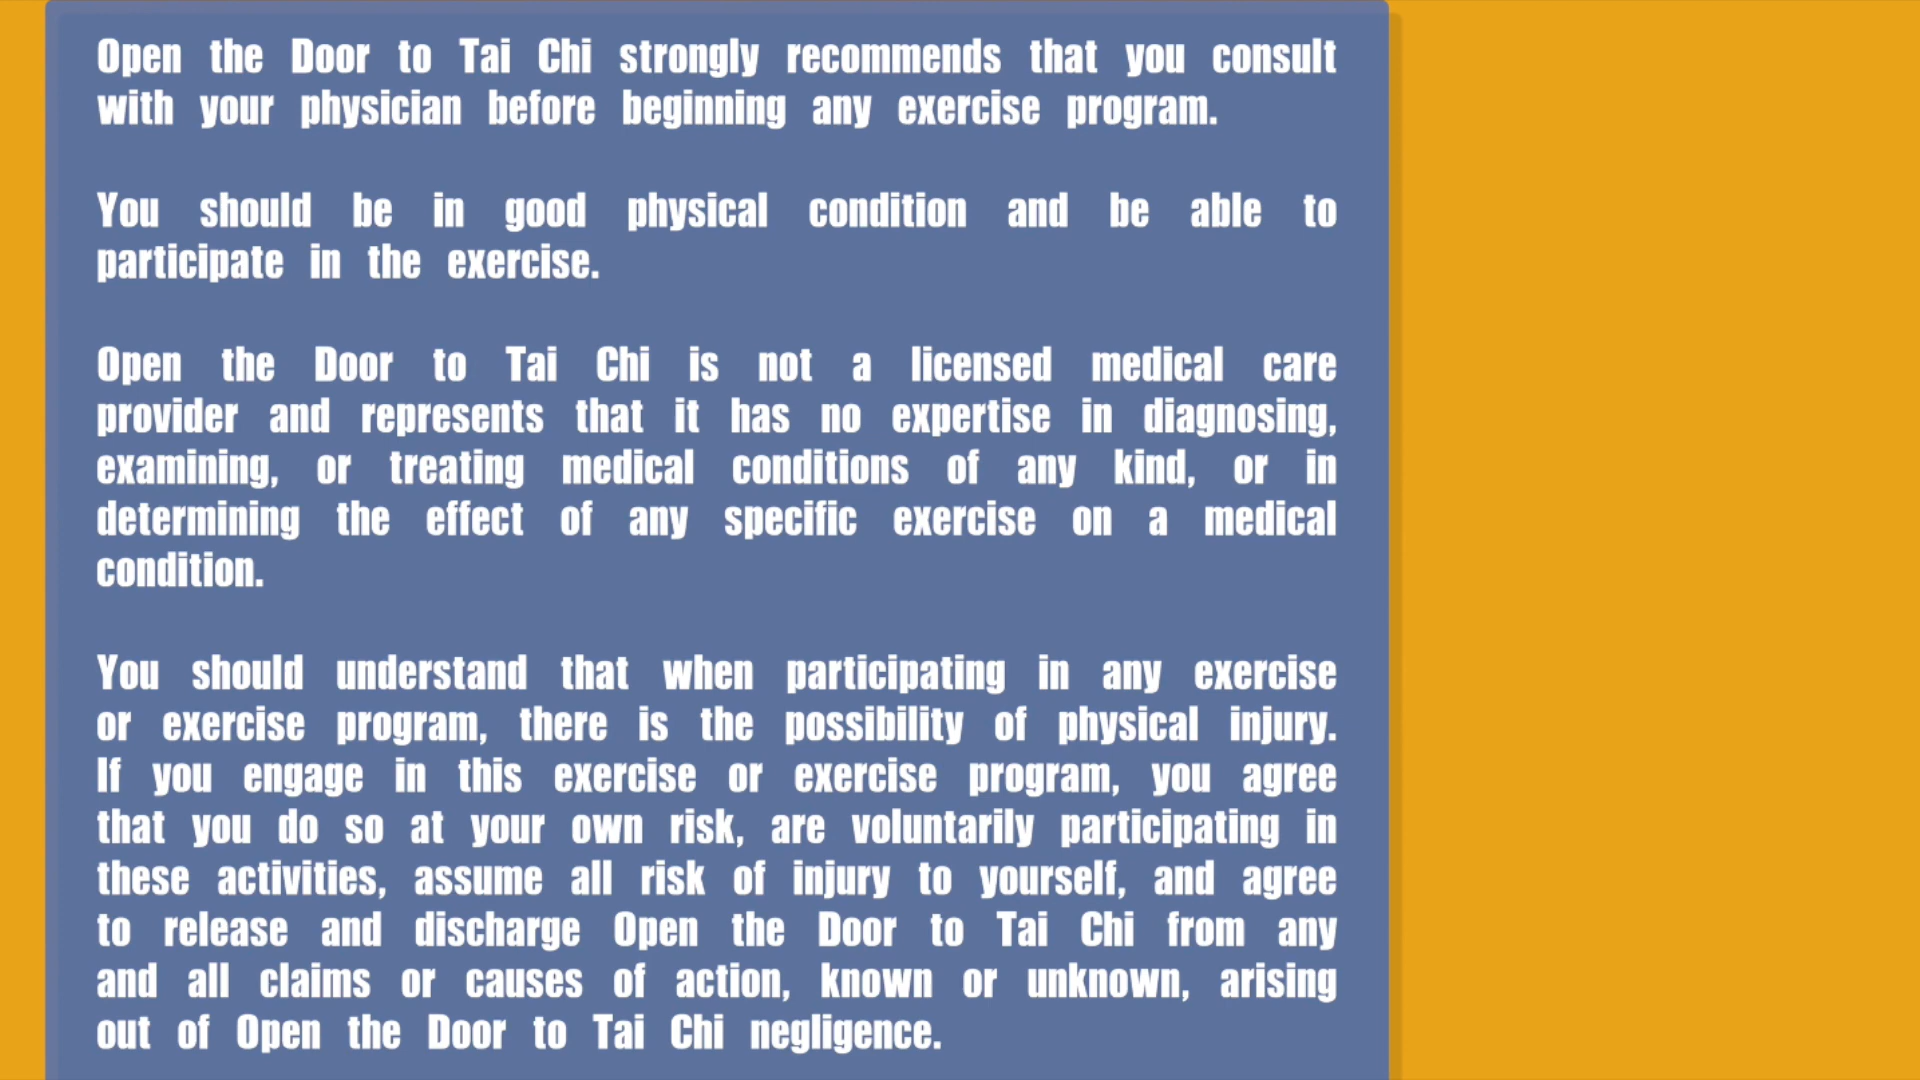 Open the Door to Tai Chi strongly recommends that you consult
with your physician before beginning any exercise program.
You should be in good physical condition and be able to
participate in the exercise.
Open the Door to Tai Chi is not a licensed medical care
provider and represents that it has no expertise in diagnosing,
examining, or treating medical conditions of any kind, or in
determining the effect of any specific exercise on a medical
condition.
You should understand that when participating in any exercise
or exercise program, there is the possibility of physical injury.
If you engage in this exercise or exercise program, you agree
that you do so at your own risk, are voluntarily participating in
these activities, assume all risk of injury to yourself, and agree
to release and discharge Open the Door to Tai Chi from any
and all claims or causes of action, known or unknown, arising
out of Open the Door to Tai Chi negligence.